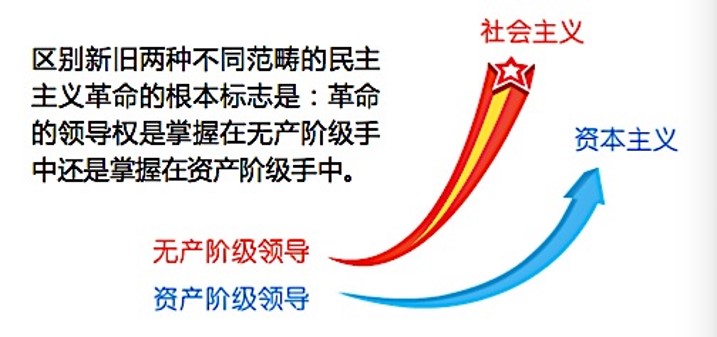 区别新旧两种不同范畴的民主
主义革命的根本标志是：革命
的领导权是掌握在无产阶级手
中还是掌握在资产阶级手中。
社会主义
资本主义
无产阶级领导
资产阶级领导